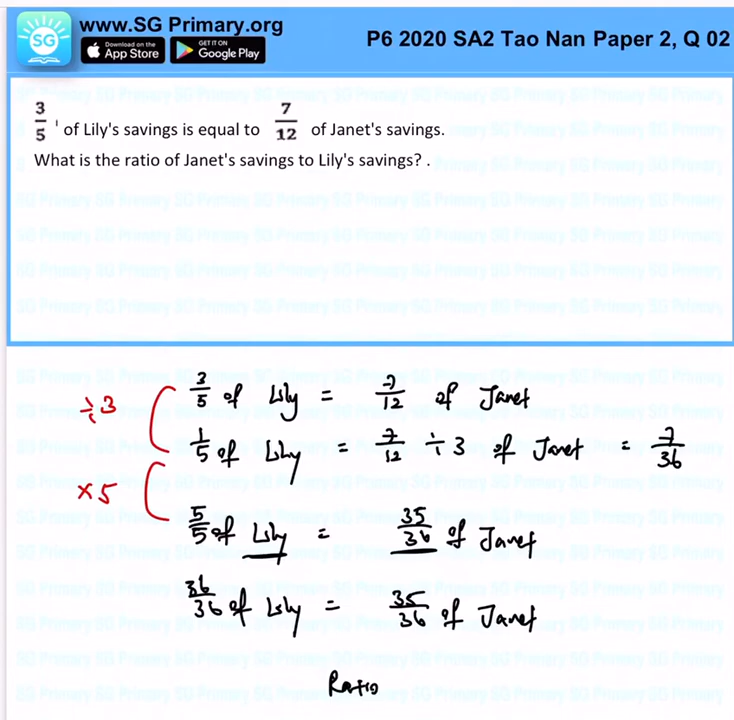 SG www.SG Primary.org
Download on the App Store GET IT ON Google Play
P6 2020 SA2 Tao Nan Paper 2, Q 02
3/5 ' of Lily's savings is equal to 7/12 of Janet's savings.
What is the ratio of Janet's savings to Lily's savings? .
÷3
3/5 of Lily = 7/12 of Janet
1/5 of Lily = 7/12 ÷ 3 of Janet = 7/36
×5
5/5 of Lily = 35/36 of Janet
36/36 of Lily = 35/36 of Janet
Ratio